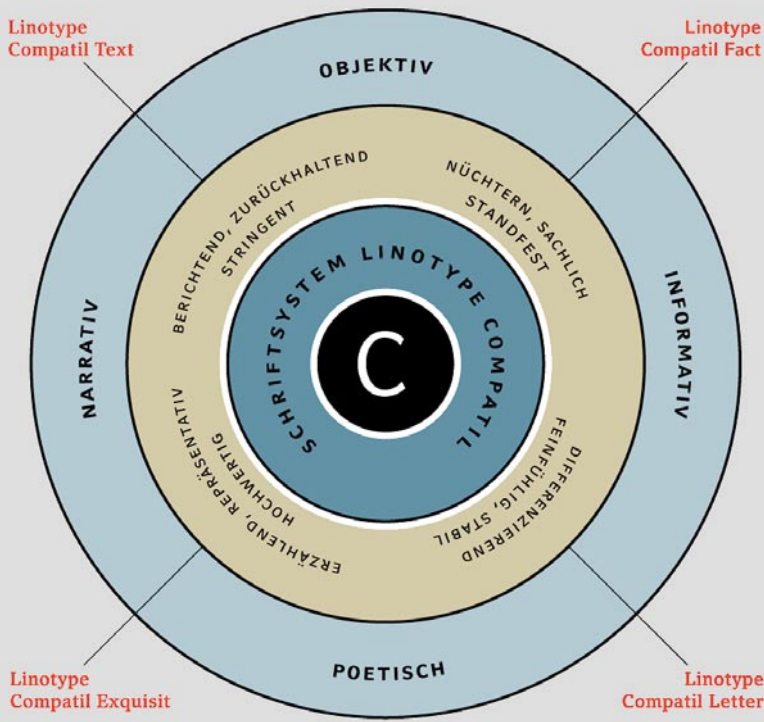 Linotype
Compatil Text
Linotype
Compatil Fact
OBJEKTIV
BERICHTEND, ZURÜCKHALTEND
STRINGENT
NÜCHTERN, SACHLICH
STANDFEST
NARRATIV
SCHRIFTSYSTEM LINOTYPE COMPATIL
C
INFORMATIV
ERZÄHLEND, REPRÄSENTATIV
HOCHWERTIG
DIFFERENZIEREND
FEINFÜHLIG, STABIL
POETISCH
Linotype
Compatil Exquisit
Linotype
Compatil Letter